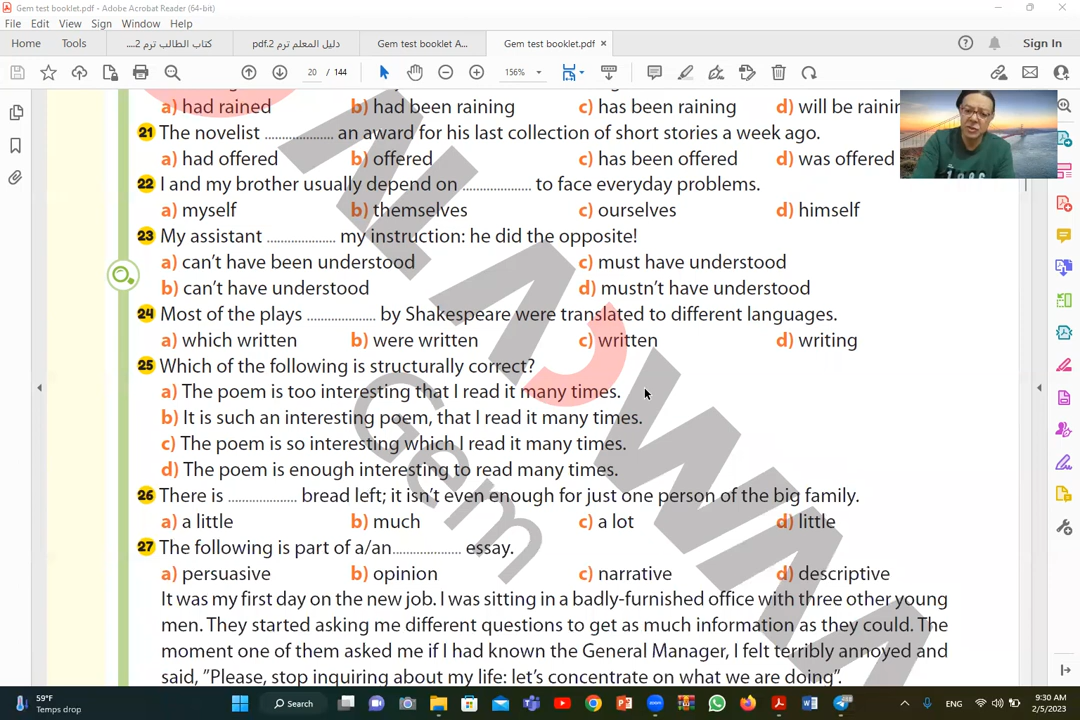 Gem test booklet.pdf - Adobe Acrobat Reader (64-bit)
File Edit View Sign Window Help
Home Tools كتاب الطالب ترم 2.... دليل المعلم ترم 2.pdf Gem test booklet A... Gem test booklet.pdf × Sign In
20 / 144 156%
a) had rained b) had been raining c) has been raining d) will be rainin
21 The novelist .................. an award for his last collection of short stories a week ago.
a) had offered b) offered c) has been offered d) was offered
22 I and my brother usually depend on .................. to face everyday problems.
a) myself b) themselves c) ourselves d) himself
23 My assistant .................. my instruction: he did the opposite!
a) can't have been understood c) must have understood
b) can't have understood d) mustn't have understood
24 Most of the plays .................. by Shakespeare were translated to different languages.
a) which written b) were written c) written d) writing
25 Which of the following is structurally correct?
a) The poem is too interesting that I read it many times.
b) It is such an interesting poem, that I read it many times.
c) The poem is so interesting which I read it many times.
d) The poem is enough interesting to read many times.
26 There is .................. bread left; it isn't even enough for just one person of the big family.
a) a little b) much c) a lot d) little
27 The following is part of a/an.................. essay.
a) persuasive b) opinion c) narrative d) descriptive
It was my first day on the new job. I was sitting in a badly-furnished office with three other young
men. They started asking me different questions to get as much information as they could. The
moment one of them asked me if I had known the General Manager, I felt terribly annoyed and
said, "Please, stop inquiring about my life: let's concentrate on what we are doing".
Gem
59°F
Temps drop
Search
ENG
9:30 AM
2/5/2023